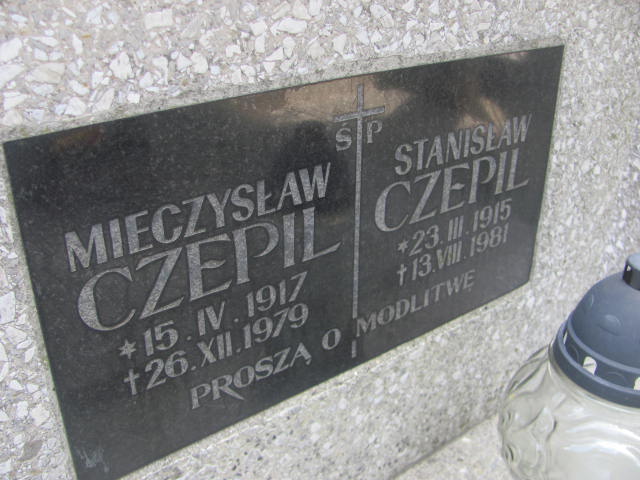 Ś P
MIECZYSŁAW
CZEPIL
* 15. IV. 1917
† 26. XII. 1979
STANISŁAW
CZEPIL
* 23. III. 1915
† 13. VIII. 1981
PROSZĄ O MODLITWĘ